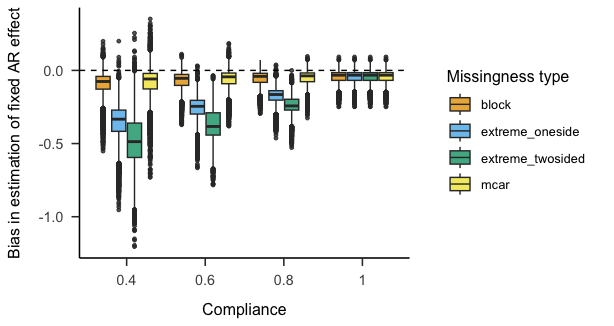 Bias in estimation of fixed AR effect
0.0
-0.5
-1.0
0.4
0.6
0.8
1
Compliance
Missingness type
block
extreme_oneside
extreme_twosided
mcar